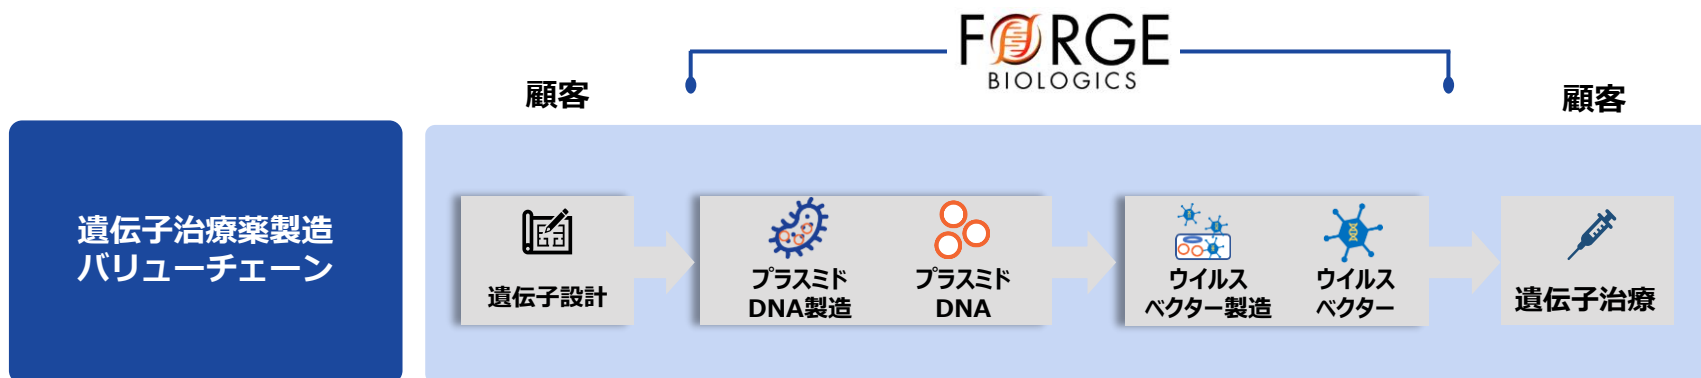 FORGE
BIOLOGICS
顧客
顧客
遺伝子治療薬製造
バリューチェーン
遺伝子設計
プラスミド
DNA製造
プラスミド
DNA
ウイルス
ベクター製造
ウイルス
ベクター
遺伝子治療